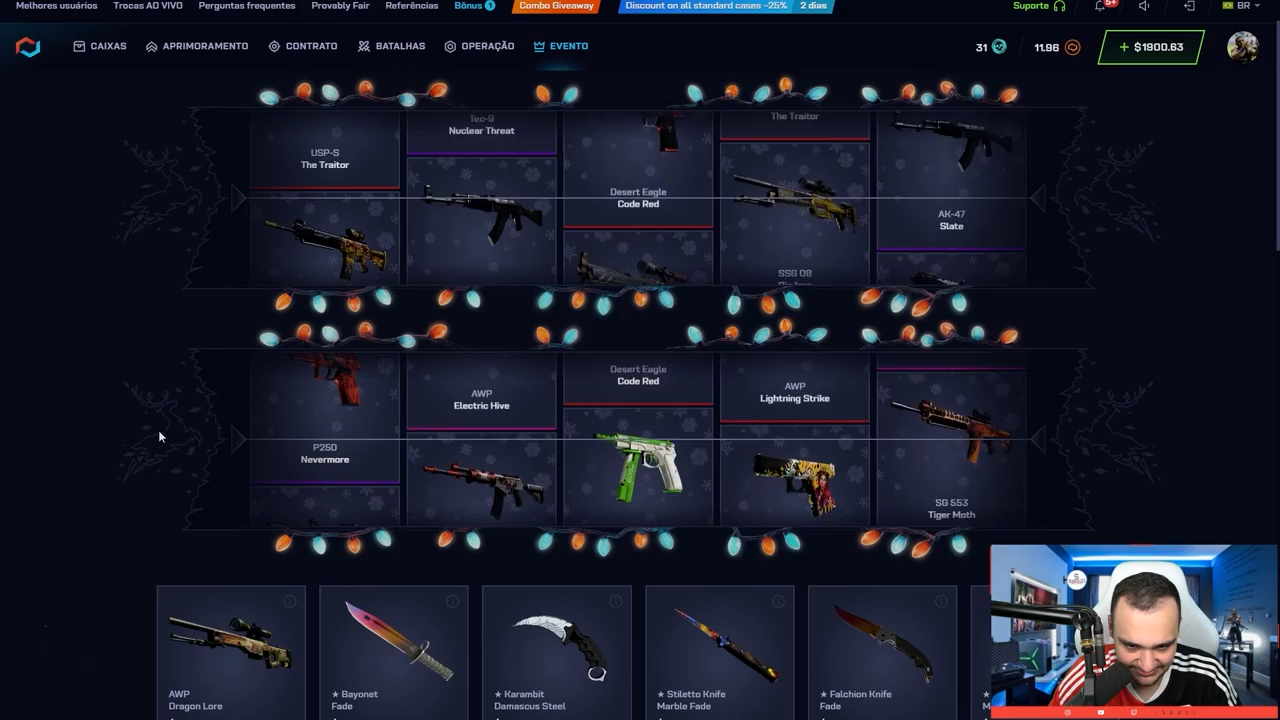 Melhores usuários Trocas AO VIVO Perguntas frequentes Provably Fair Referências Bônus 1 Combo Giveaway Discount on all standard cases -25% 2 dias Suporte 5+ BR
CAIXAS APRIMORAMENTO CONTRATO BATALHAS OPERAÇÃO EVENTO 31 11.96 + $1900.63
USP-S
The Traitor
Tec-9
Nuclear Threat
Desert Eagle
Code Red
The Traitor
SSG 08
AK-47
Slate
P250
Nevermore
AWP
Electric Hive
Desert Eagle
Code Red
AWP
Lightning Strike
SG 553
Tiger Moth
AWP
Dragon Lore
★ Bayonet
Fade
★ Karambit
Damascus Steel
★ Stiletto Knife
Marble Fade
★ Falchion Knife
Fade
★